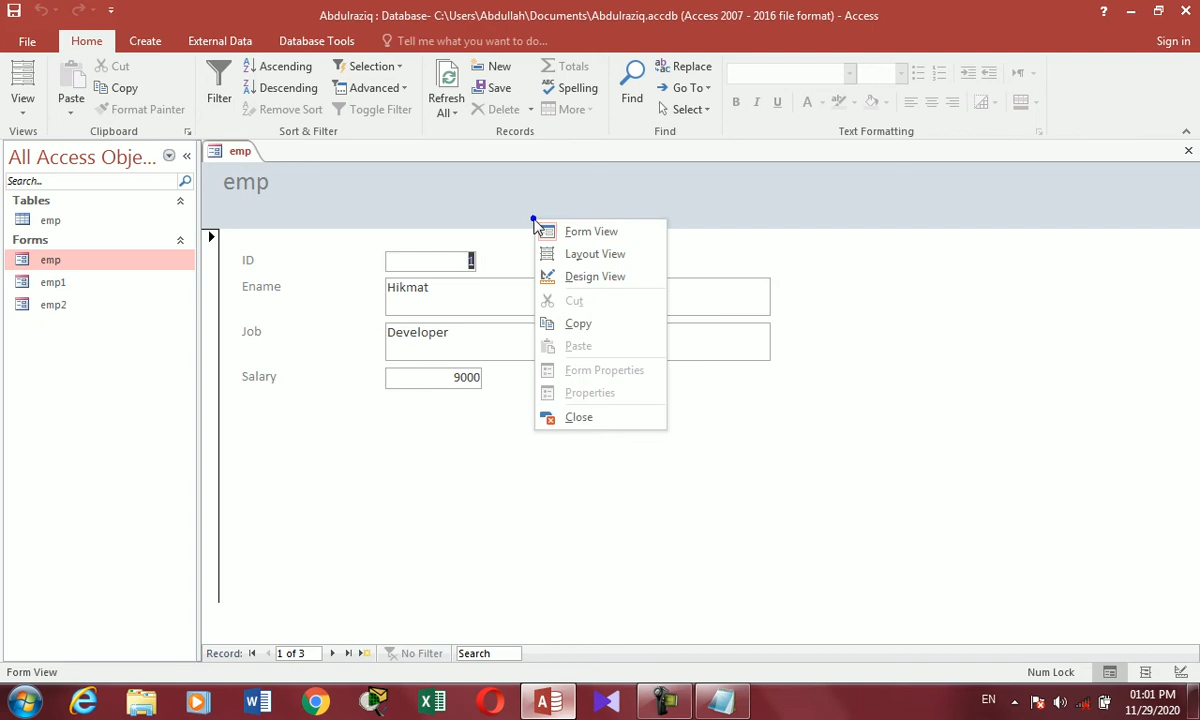 Abdulraziq : Database- C:\Users\Abdullah\Documents\Abdulraziq.accdb (Access 2007 - 2016 file format) - Access
?
File
Home
Create
External Data
Database Tools
Tell me what you want to do...
Sign in
View
Views
Paste
Cut
Copy
Format Painter
Clipboard
Filter
Ascending
Descending
Remove Sort
Selection
Advanced
Toggle Filter
Sort & Filter
Refresh
All
New
Save
Delete
Totals
Spelling
More
Records
Find
Replace
Go To
Select
Find
B I U A
Text Formatting
All Access Obje...
Search...
Tables
emp
Forms
emp
emp1
emp2
emp
emp
ID 1
Ename Hikmat
Job Developer
Salary 9000
Form View
Layout View
Design View
Cut
Copy
Paste
Form Properties
Properties
Close
Record: 1 of 3 No Filter Search
Form View
Num Lock
EN
01:01 PM
11/29/2020